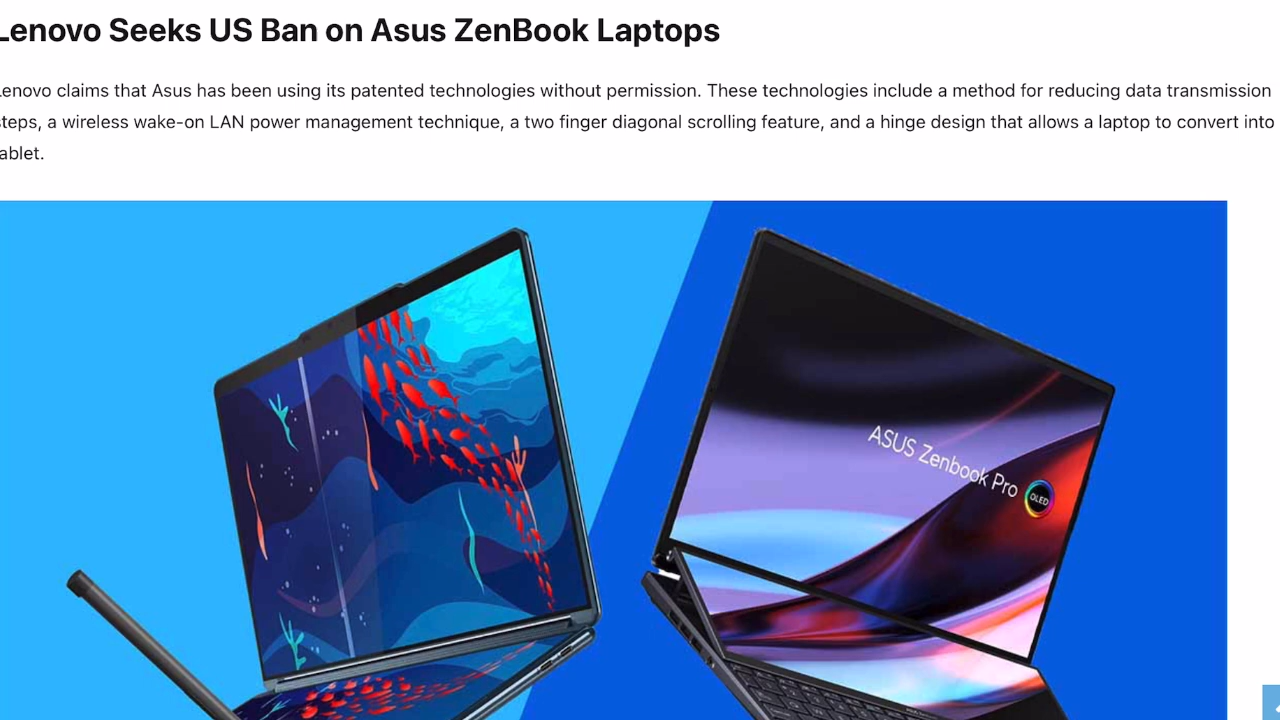 Lenovo Seeks US Ban on Asus ZenBook Laptops
Lenovo claims that Asus has been using its patented technologies without permission. These technologies include a method for reducing data transmission
steps, a wireless wake-on LAN power management technique, a two finger diagonal scrolling feature, and a hinge design that allows a laptop to convert into
tablet.
ASUS Zenbook Pro
OLED